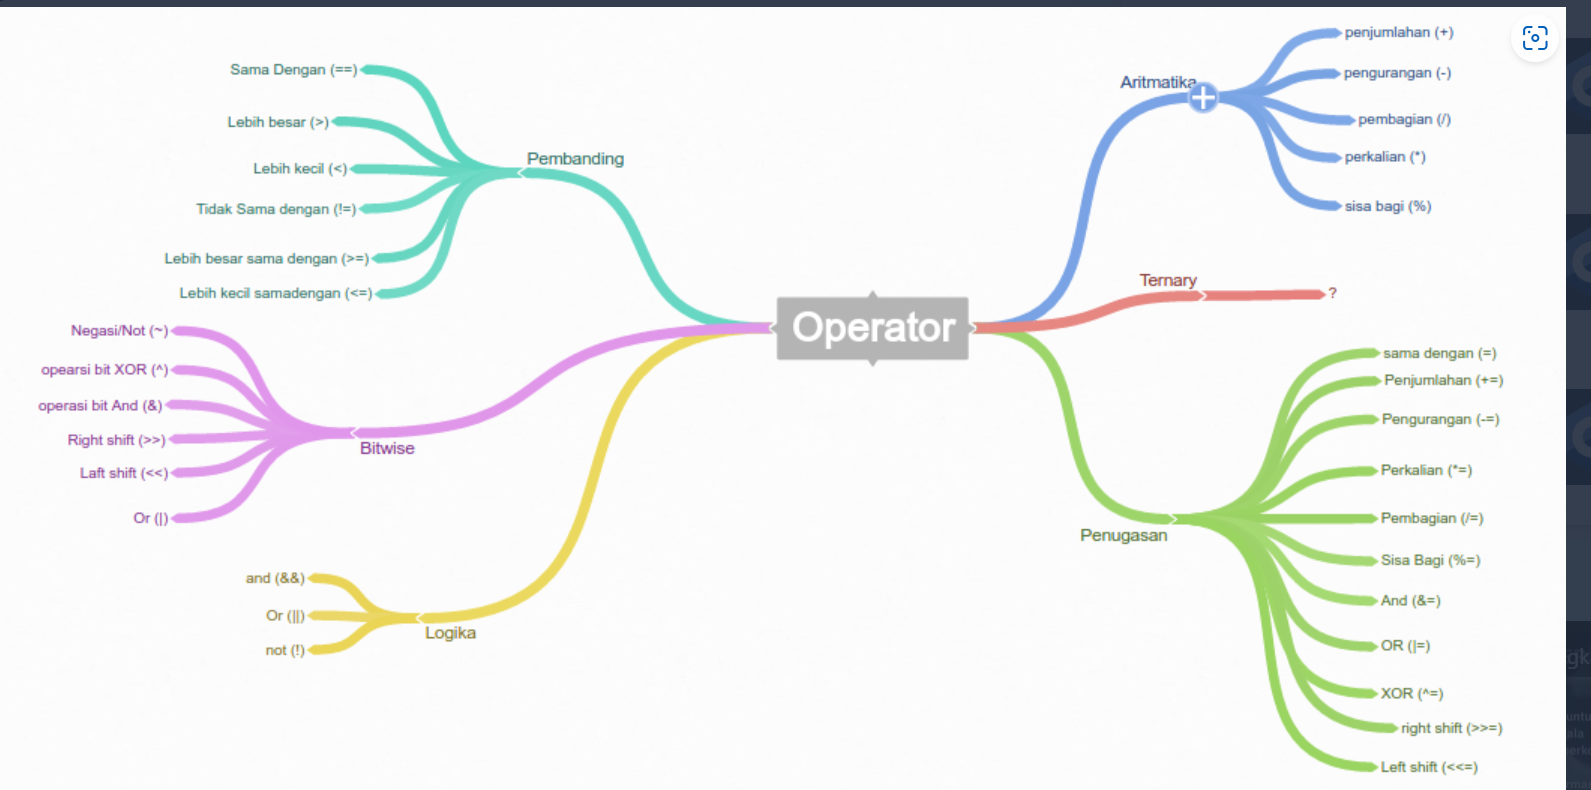 Operator
Pembanding
Sama Dengan (==)
Lebih besar (>)
Lebih kecil (<)
Tidak Sama dengan (!=)
Lebih besar sama dengan (>=)
Lebih kecil samadengan (<=)
Bitwise
Negasi/Not (~)
opearsi bit XOR (^)
operasi bit And (&)
Right shift (>>)
Laft shift (<<)
Or (|)
Logika
and (&&)
Or (||)
not (!)
Aritmatika
penjumlahan (+)
pengurangan (-)
pembagian (/)
perkalian (*)
sisa bagi (%)
Ternary
?
Penugasan
sama dengan (=)
Penjumlahan (+=)
Pengurangan (-=)
Perkalian (*=)
Pembagian (/=)
Sisa Bagi (%=)
And (&=)
OR (|=)
XOR (^=)
right shift (>>=)
Left shift (<<=)